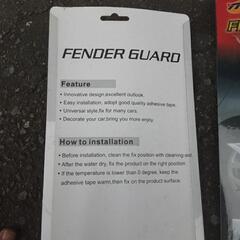 FENDER GUARD
Feature
• Innovative design,excellent outlook.
• Easy installation, adopt good quality adhesive tape.
• Universal style,fix for many cars.
• Decorate your car,bring you more enjoy.
How to installation
• Before installation, clean the fix position with cleaning
• After the water dry, fix the product on the right position.
• If the temperature is lower than 0 degree, keep the
adhesive tape warm,then fix on the product surface.